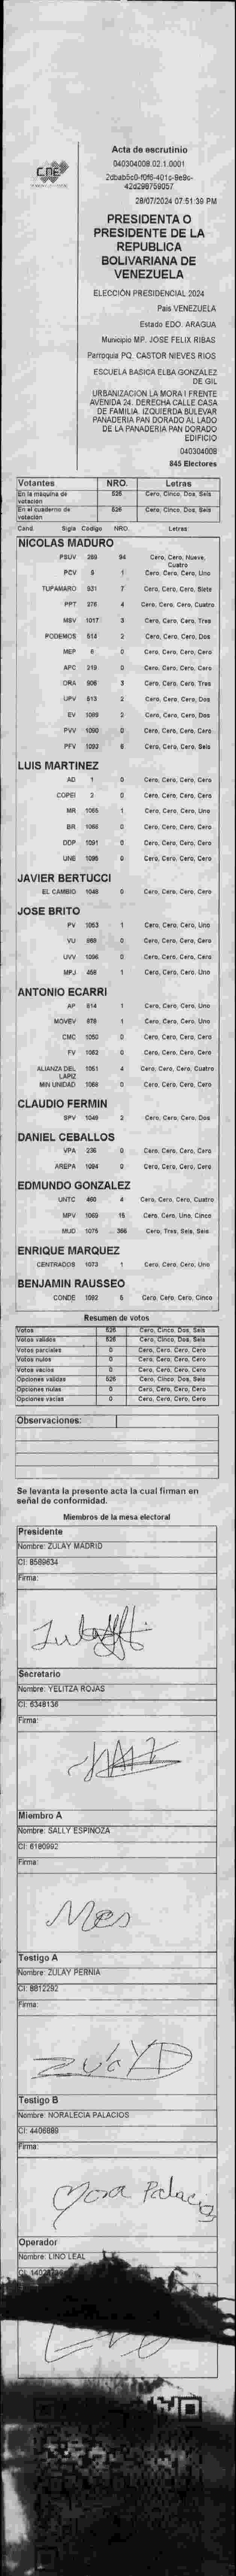 Acta de escrutinio
040304008.02.1.0001
2dbab5c0-f0f6-401c-9e9c-
42d298759057
28/07/2024 07:51:39 PM
PRESIDENTA O
PRESIDENTE DE LA
REPUBLICA
BOLIVARIANA DE
VENEZUELA
CNE
ELECCIÓN PRESIDENCIAL 2024
Pais VENEZUELA
Estado EDO. ARAGUA
Municipio MP. JOSE FELIX RIBAS
Parroquia PQ. CASTOR NIEVES RIOS
ESCUELA BASICA ELBA GONZÁLEZ
DE GIL
URBANIZACION LA MORA I FRENTE
AVENIDA 24. DERECHA CALLE CASA
DE FAMILIA. IZQUIERDA BULEVAR
PANADERIA PAN DORADO AL LADO
DE LA PANADERIA PAN DORADO
EDIFICIO
040304008
845 Electores
Votantes NRO. Letras
En la máquina de votación 526 Cero, Cinco, Dos, Seis
En el cuaderno de votación 526 Cero, Cinco, Dos, Seis
Cand. Sigla Código NRO. Letras
NICOLAS MADURO
PSUV 289 94 Cero, Cero, Nueve, Cuatro
PCV 1 Cero, Cero, Cero, Uno
TUPAMARO 931 7 Cero, Cero, Cero, Siete
PPT 276 4 Cero, Cero, Cero, Cuatro
MSV 1017 3 Cero, Cero, Cero, Tres
PODEMOS 514 2 Cero, Cero, Cero, Dos
MEP 6 0 Cero, Cero, Cero, Cero
APC 219 0 Cero, Cero, Cero, Cero
ORA 906 3 Cero, Cero, Cero, Tres
UPV 513 2 Cero, Cero, Cero, Dos
EV 1089 2 Cero, Cero, Cero, Dos
PVV 1090 0 Cero, Cero, Cero, Cero
PFV 1093 6 Cero, Cero, Cero, Seis
LUIS MARTINEZ
AD 1 0 Cero, Cero, Cero, Cero
COPEI 2 0 Cero, Cero, Cero, Cero
MR 1065 1 Cero, Cero, Cero, Uno
BR 1066 0 Cero, Cero, Cero, Cero
DDP 1091 0 Cero, Cero, Cero, Cero
UNE 1095 0 Cero, Cero, Cero, Cero
JAVIER BERTUCCI
EL CAMBIO 1048 0 Cero, Cero, Cero, Cero
JOSE BRITO
PV 1053 1 Cero, Cero, Cero, Uno
VU 988 0 Cero, Cero, Cero, Cero
UVV 1096 0 Cero, Cero, Cero, Cero
MPJ 458 1 Cero, Cero, Cero, Uno
ANTONIO ECARRI
AP 814 1 Cero, Cero, Cero, Uno
MOVEV 878 1 Cero, Cero, Cero, Uno
CMC 1050 0 Cero, Cero, Cero, Cero
FV 1082 0 Cero, Cero, Cero, Cero
ALIANZA DEL LAPIZ 1051 4 Cero, Cero, Cero, Cuatro
MIN UNIDAD 1068 0 Cero, Cero, Cero, Cero
CLAUDIO FERMIN
SPV 1049 2 Cero, Cero, Cero, Dos
DANIEL CEBALLOS
VPA 236 0 Cero, Cero, Cero, Cero
AREPA 1084 0 Cero, Cero, Cero, Cero
EDMUNDO GONZALEZ
UNTC 460 4 Cero, Cero, Cero, Cuatro
MPV 1069 15 Cero, Cero, Uno, Cinco
MUD 1075 366 Cero, Tres, Seis, Seis
ENRIQUE MARQUEZ
CENTRADOS 1073 1 Cero, Cero, Cero, Uno
BENJAMIN RAUSSEO
CONDE 1092 5 Cero, Cero, Cero, Cinco
Resumen de votos
Votos 526 Cero, Cinco, Dos, Seis
Votos validos 526 Cero, Cinco, Dos, Seis
Votos parciales 0 Cero, Cero, Cero, Cero
Votos nulos 0 Cero, Cero, Cero, Cero
Votos vacios 0 Cero, Cero, Cero, Cero
Opciones validas 526 Cero, Cinco, Dos, Seis
Opciones nulas 0 Cero, Cero, Cero, Cero
Opciones vacias 0 Cero, Cero, Cero, Cero
Observaciones:
Se levanta la presente acta la cual firman en
señal de conformidad.
Miembros de la mesa electoral
Presidente
Nombre: ZULAY MADRID
CI: 8589634
Firma:
Secretario
Nombre: YELITZA ROJAS
CI: 6348136
Firma:
Miembro A
Nombre: SALLY ESPINOZA
CI: 6180992
Firma:
Testigo A
Nombre: ZULAY PERNIA
CI: 8812292
Firma:
Testigo B
Nombre: NORALECIA PALACIOS
CI: 4406889
Firma:
Nora Palacios
Operador
Nombre: LINO LEAL